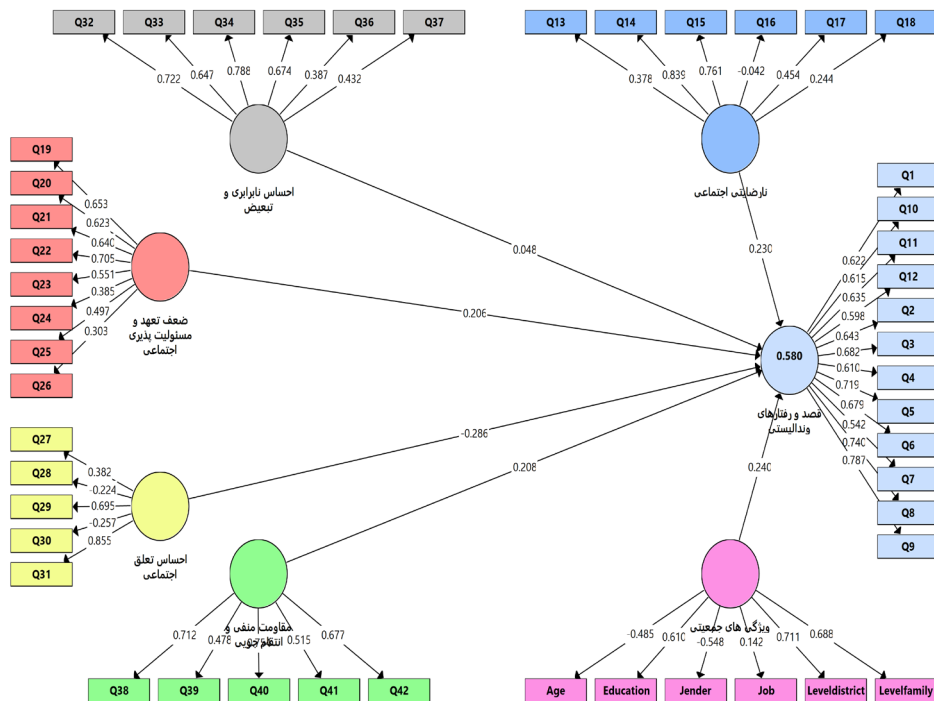 Q32 Q33 Q34 Q35 Q36 Q37
0.722 0.647 0.788 0.674 0.387 0.432
احساس نابرابری و
تبعیض
Q13 Q14 Q15 Q16 Q17 Q18
0.378 0.839 0.761 -0.042 0.454 0.244
نارضایتی اجتماعی
Q19
Q20
Q21
Q22
Q23
Q24
Q25
Q26
0.653
0.623
0.640
0.705
0.551
0.385
0.497
0.303
ضعف تعهد و
مسئولیت پذیری
اجتماعی
0.048
0.230
0.206
-0.286
0.208
0.240
0.580
قصد و رفتارهای
وندالیستی
Q1
Q10
Q11
Q12
Q2
Q3
Q4
Q5
Q6
Q7
Q8
Q9
0.622
0.615
0.635
0.598
0.643
0.682
0.610
0.719
0.679
0.542
0.740
0.787
Q27
Q28
Q29
Q30
Q31
0.382
-0.224
0.695
-0.257
0.855
احساس تعلق
اجتماعی
مقاومت منفی و
انتقام جویی
0.712 0.478 0.515 0.677
Q38 Q39 Q40 Q41 Q42
ویژگی های جمعیتی
-0.485 0.610 -0.548 0.142 0.711 0.688
Age Education Jender Job Leveldistrict Levelfamily